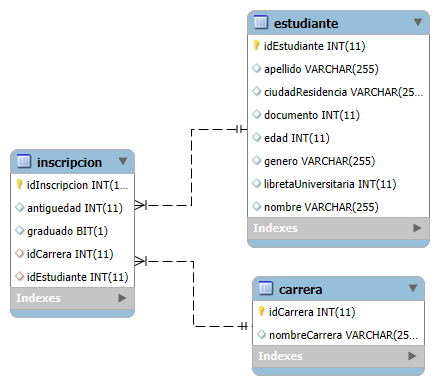 estudiante
idEstudiante INT(11)
apellido VARCHAR(255)
ciudadResidencia VARCHAR(25...
documento INT(11)
edad INT(11)
genero VARCHAR(255)
libretaUniversitaria INT(11)
nombre VARCHAR(255)
Indexes
inscripcion
idInscripcion INT(1...
antiguedad INT(11)
graduado BIT(1)
idCarrera INT(11)
idEstudiante INT(11)
Indexes
carrera
idCarrera INT(11)
nombreCarrera VARCHAR(25...
Indexes